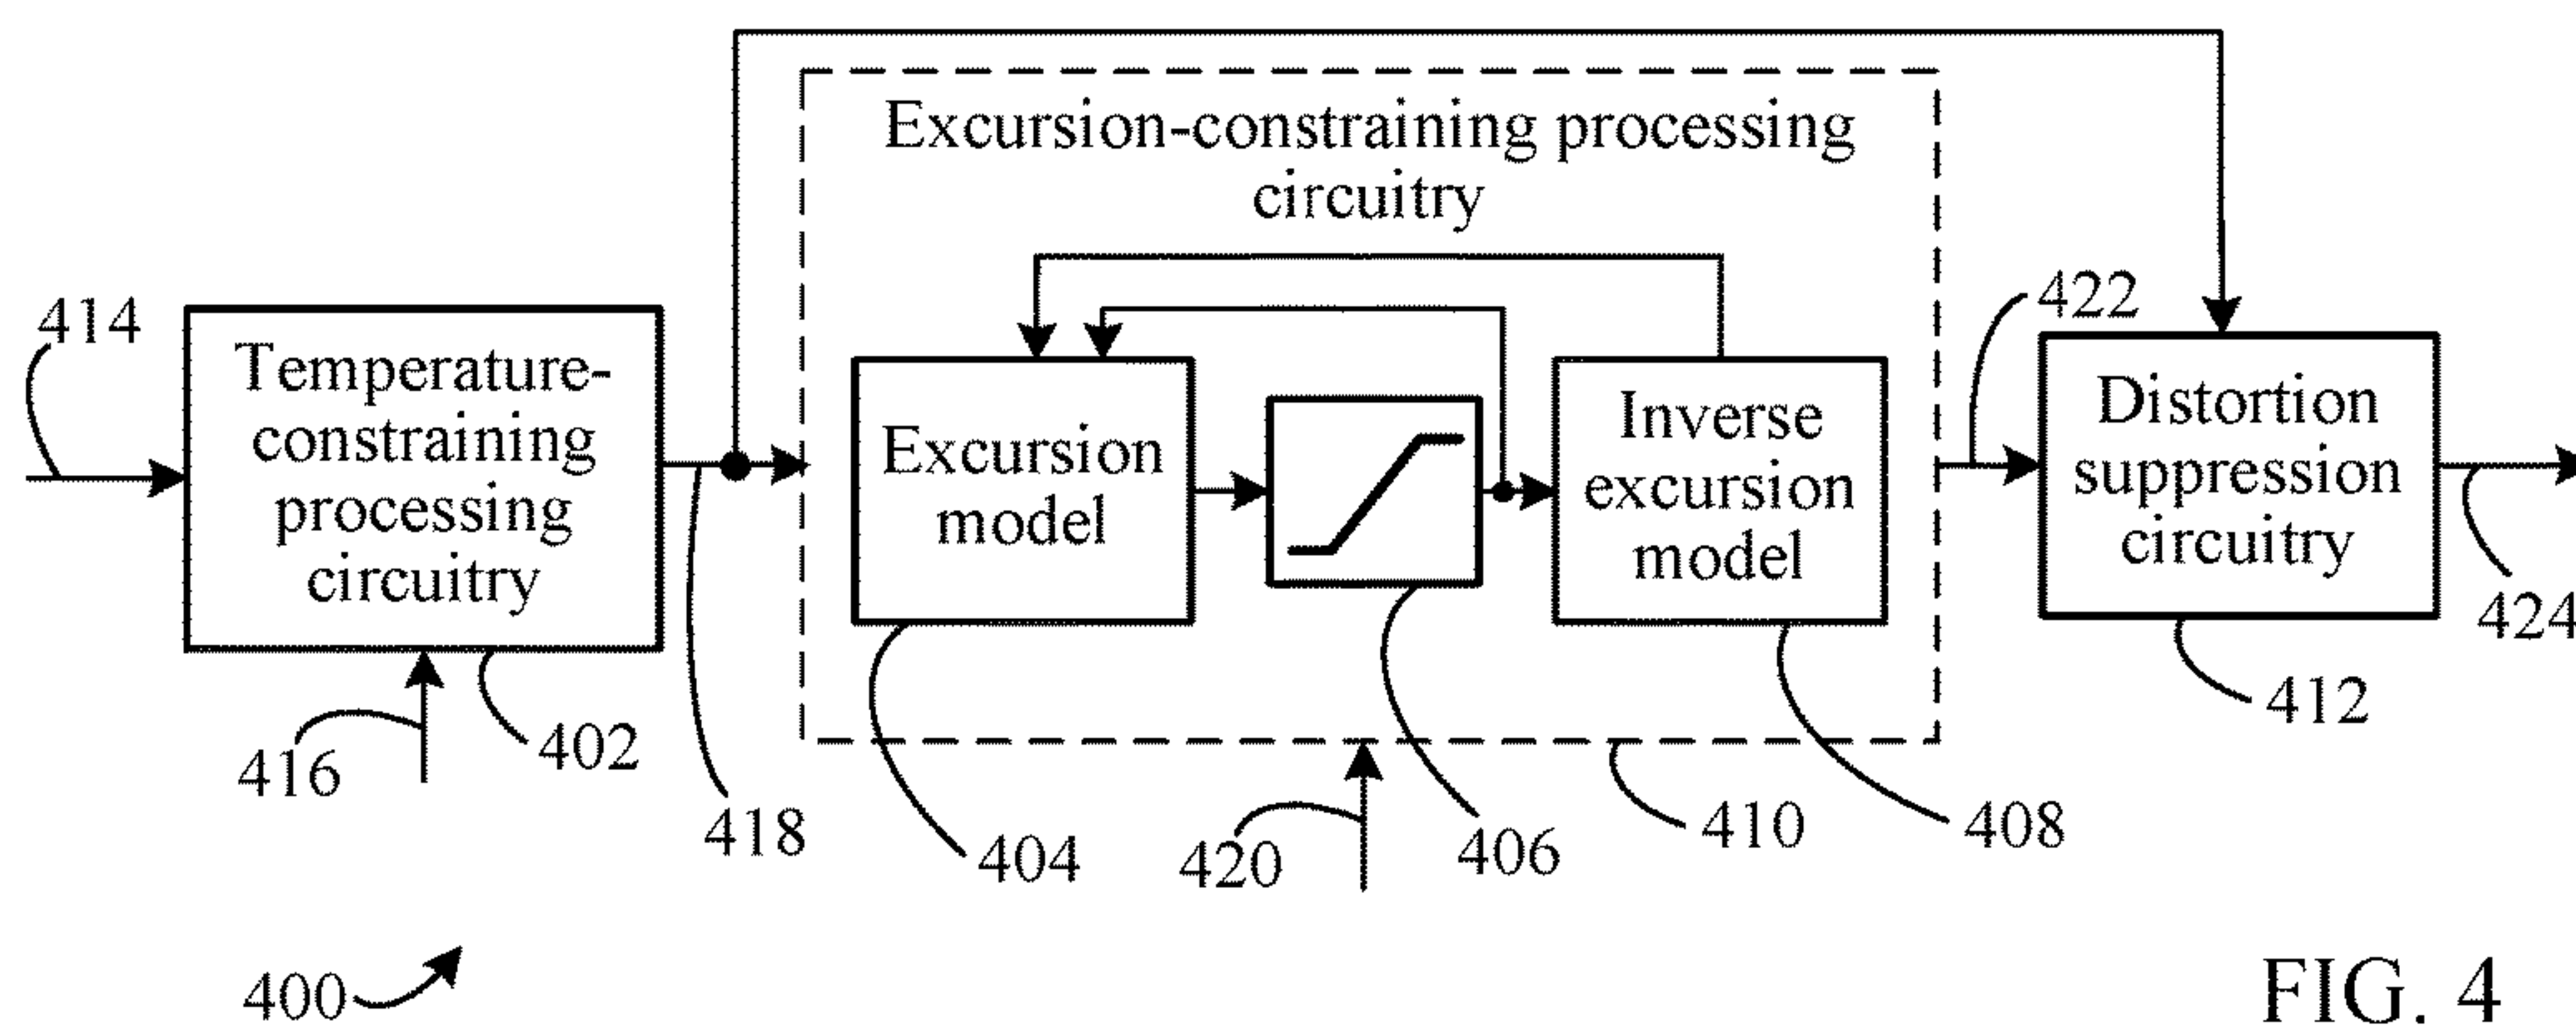 Excursion-constraining processing
circuitry
414
Temperature-
constraining
processing
circuitry
Excursion
model
Inverse
excursion
model
422
Distortion
suppression
circuitry
424
416
402
418
404
420
406
410
408
412
400
FIG. 4